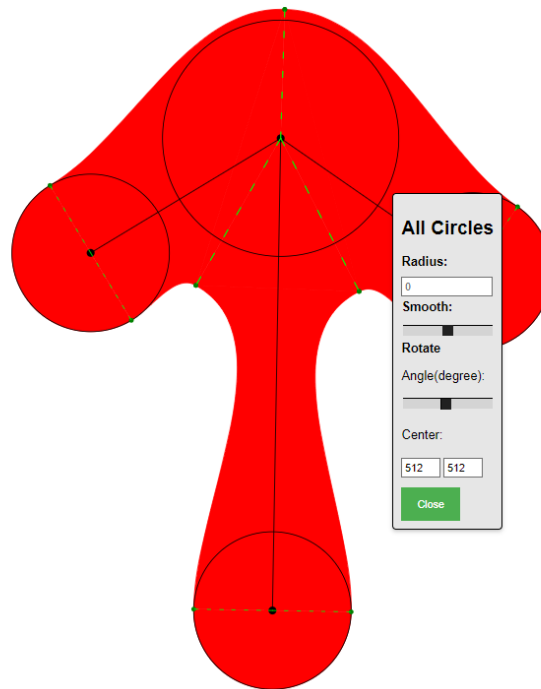 All Circles
Radius:
0
Smooth:
Rotate
Angle(degree):
Center:
512 512
Close